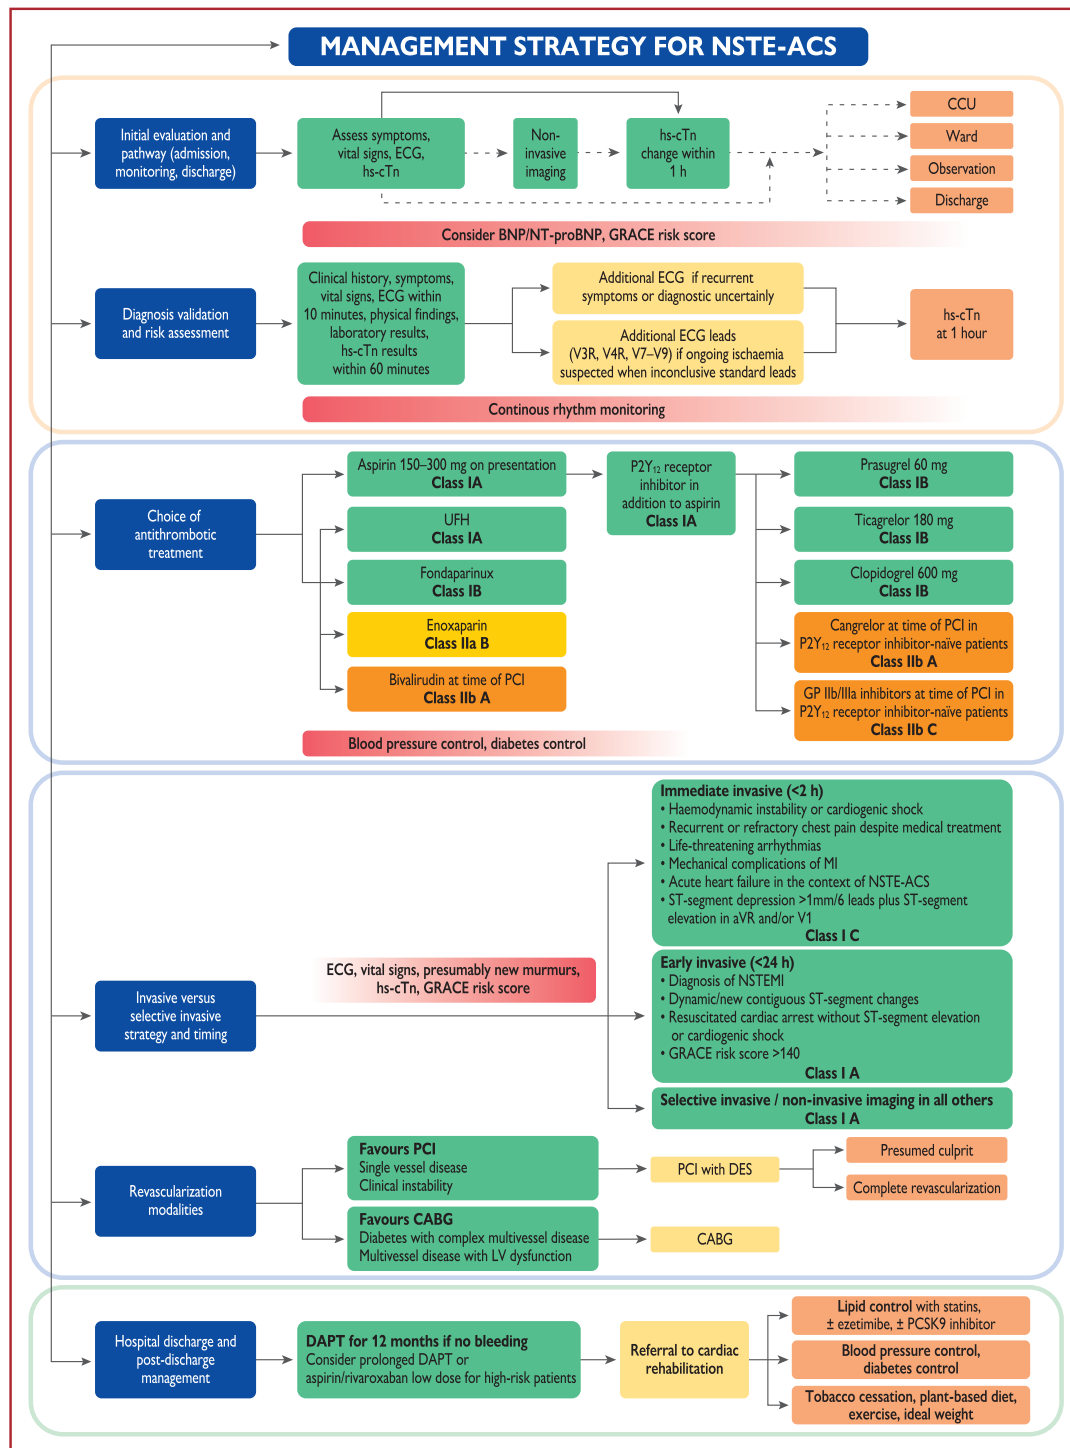 MANAGEMENT STRATEGY FOR NSTE-ACS
Initial evaluation and
pathway (admission,
monitoring, discharge)
Assess symptoms,
vital signs, ECG,
hs-cTn
Non-
invasive
imaging
hs-cTn
change within
1 h
CCU
Ward
Observation
Discharge
Consider BNP/NT-proBNP, GRACE risk score
Diagnosis validation
and risk assessment
Clinical history, symptoms,
vital signs, ECG within
10 minutes, physical findings,
laboratory results,
hs-cTn results
within 60 minutes
Additional ECG if recurrent
symptoms or diagnostic uncertainly
Additional ECG leads
(V3R, V4R, V7–V9) if ongoing ischaemia
suspected when inconclusive standard leads
hs-cTn
at 1 hour
Continous rhythm monitoring
Choice of
antithrombotic
treatment
Aspirin 150–300 mg on presentation
Class IA
UFH
Class IA
Fondaparinux
Class IB
Enoxaparin
Class IIa B
Bivalirudin at time of PCI
Class IIb A
P2Y₁₂ receptor
inhibitor in
addition to aspirin
Class IA
Prasugrel 60 mg
Class IB
Ticagrelor 180 mg
Class IB
Clopidogrel 600 mg
Class IB
Cangrelor at time of PCI in
P2Y₁₂ receptor inhibitor-naïve patients
Class IIb A
GP IIb/IIIa inhibitors at time of PCI in
P2Y₁₂ receptor inhibitor-naïve patients
Class IIb C
Blood pressure control, diabetes control
Invasive versus
selective invasive
strategy and timing
ECG, vital signs, presumably new murmurs,
hs-cTn, GRACE risk score
Immediate invasive (<2 h)
• Haemodynamic instability or cardiogenic shock
• Recurrent or refractory chest pain despite medical treatment
• Life-threatening arrhythmias
• Mechanical complications of MI
• Acute heart failure in the context of NSTE-ACS
• ST-segment depression >1mm/6 leads plus ST-segment
elevation in aVR and/or V1
Class I C
Early invasive (<24 h)
• Diagnosis of NSTEMI
• Dynamic/new contiguous ST-segment changes
• Resuscitated cardiac arrest without ST-segment elevation
or cardiogenic shock
• GRACE risk score >140
Class I A
Selective invasive / non-invasive imaging in all others
Class I A
Revascularization
modalities
Favours PCI
Single vessel disease
Clinical instability
PCI with DES
Presumed culprit
Complete revascularization
Favours CABG
Diabetes with complex multivessel disease
Multivessel disease with LV dysfunction
CABG
Hospital discharge and
post-discharge
management
DAPT for 12 months if no bleeding
Consider prolonged DAPT or
aspirin/rivaroxaban low dose for high-risk patients
Referral to cardiac
rehabilitation
Lipid control with statins,
± ezetimibe, ± PCSK9 inhibitor
Blood pressure control,
diabetes control
Tobacco cessation, plant-based diet,
exercise, ideal weight